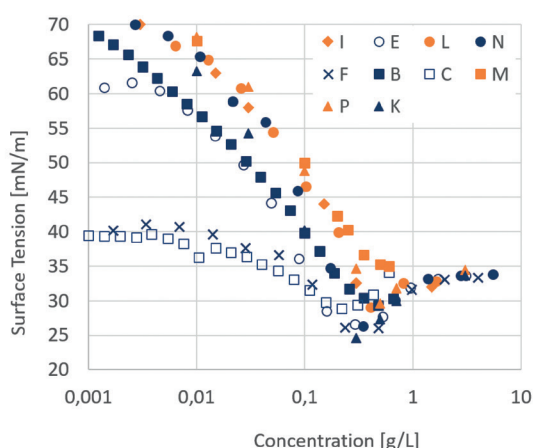 70
65
60
55
50
45
40
35
30
25
20
Surface Tension [mN/m]
I E L N
F B C M
P K
0,001 0,01 0,1 1 10
Concentration [g/L]